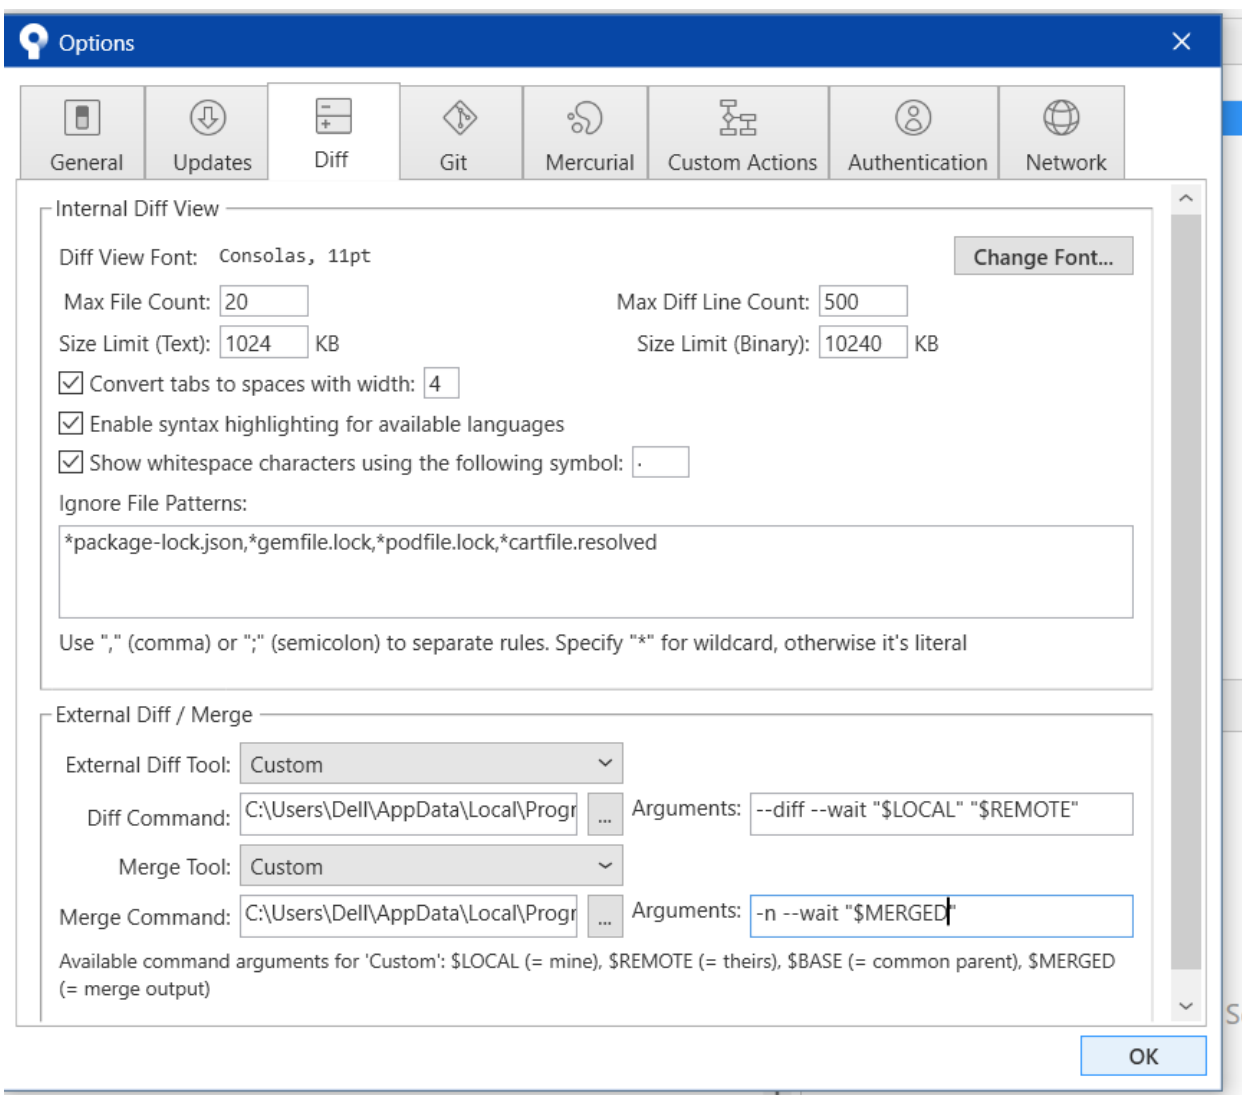 Options
General Updates Diff Git Mercurial Custom Actions Authentication Network
Internal Diff View
Diff View Font: Consolas, 11pt Change Font...
Max File Count: 20 Max Diff Line Count: 500
Size Limit (Text): 1024 KB Size Limit (Binary): 10240 KB
Convert tabs to spaces with width: 4
Enable syntax highlighting for available languages
Show whitespace characters using the following symbol: ·
Ignore File Patterns:
*package-lock.json,*gemfile.lock,*podfile.lock,*cartfile.resolved
Use "," (comma) or ";" (semicolon) to separate rules. Specify "*" for wildcard, otherwise it's literal
External Diff / Merge
External Diff Tool: Custom
Diff Command: C:\Users\Dell\AppData\Local\Progr ... Arguments: --diff --wait "$LOCAL" "$REMOTE"
Merge Tool: Custom
Merge Command: C:\Users\Dell\AppData\Local\Progr ... Arguments: -n --wait "$MERGED"
Available command arguments for 'Custom': $LOCAL (= mine), $REMOTE (= theirs), $BASE (= common parent), $MERGED
(= merge output)
OK